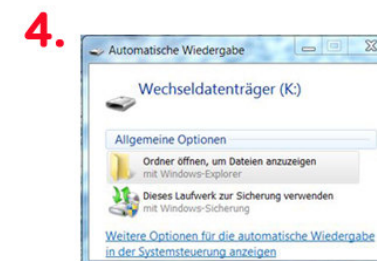 4.
Automatische Wiedergabe
Wechseldatenträger (K:)
Allgemeine Optionen
Ordner öffnen, um Dateien anzuzeigen
mit Windows-Explorer
Dieses Laufwerk zur Sicherung verwenden
mit Windows-Sicherung
Weitere Optionen für die automatische Wiedergabe
in der Systemsteuerung anzeigen